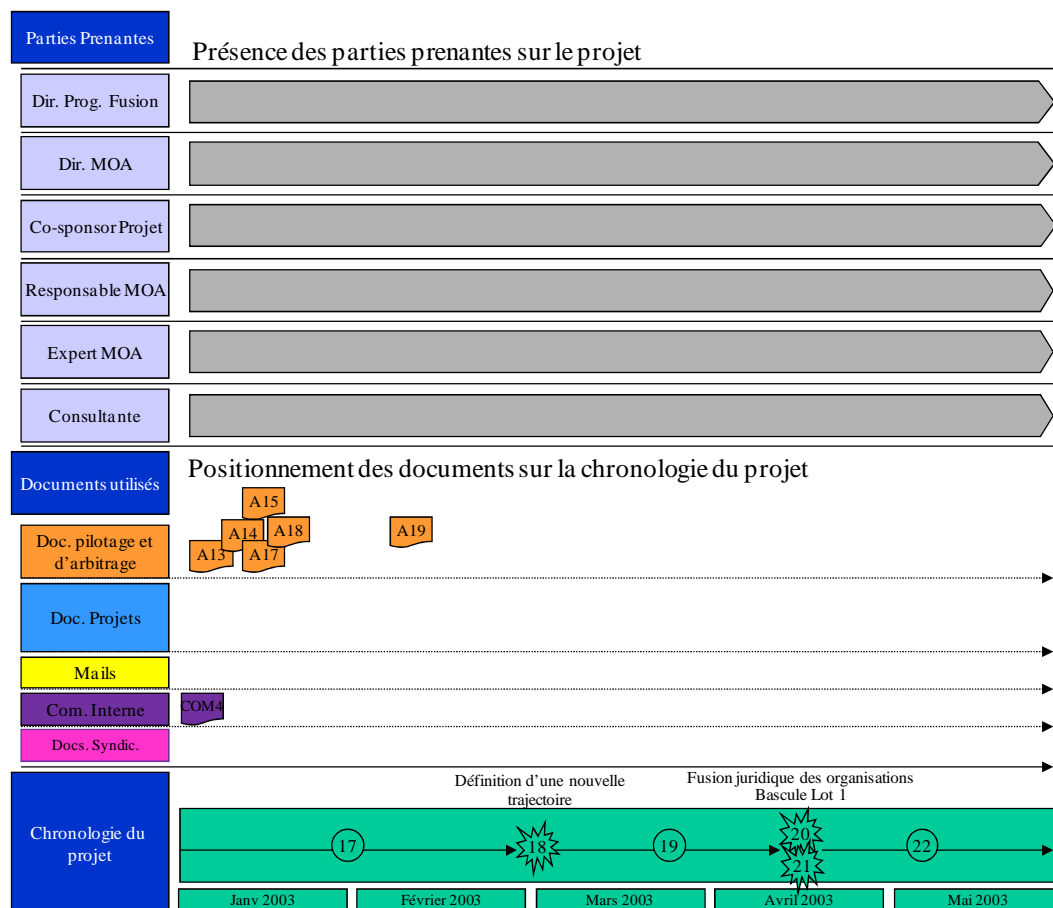 Parties Prenantes
Présence des parties prenantes sur le projet
Dir. Prog. Fusion
Dir. MOA
Co-sponsor Projet
Responsable MOA
Expert MOA
Consultante
Documents utilisés
Positionnement des documents sur la chronologie du projet
Doc. pilotage et
d’arbitrage
A15
A14
A18
A19
A13
A17
Doc. Projets
Mails
Com. Interne
COM4
Docs. Syndic.
Chronologie du
projet
Définition d’une nouvelle
trajectoire
Fusion juridique des organisations
Bascule Lot 1
17
18
19
20
21
22
Janv 2003
Février 2003
Mars 2003
Avril 2003
Mai 2003